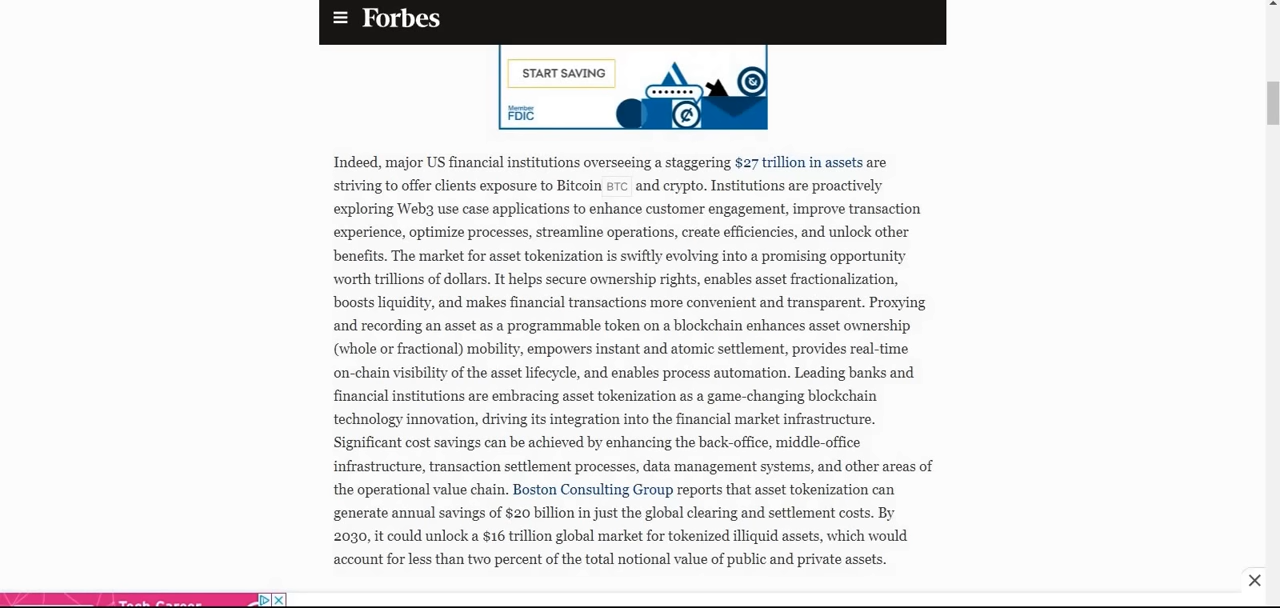 Forbes
START SAVING
Member
FDIC
Indeed, major US financial institutions overseeing a staggering $27 trillion in assets are
striving to offer clients exposure to Bitcoin BTC and crypto. Institutions are proactively
exploring Web3 use case applications to enhance customer engagement, improve transaction
experience, optimize processes, streamline operations, create efficiencies, and unlock other
benefits. The market for asset tokenization is swiftly evolving into a promising opportunity
worth trillions of dollars. It helps secure ownership rights, enables asset fractionalization,
boosts liquidity, and makes financial transactions more convenient and transparent. Proxying
and recording an asset as a programmable token on a blockchain enhances asset ownership
(whole or fractional) mobility, empowers instant and atomic settlement, provides real-time
on-chain visibility of the asset lifecycle, and enables process automation. Leading banks and
financial institutions are embracing asset tokenization as a game-changing blockchain
technology innovation, driving its integration into the financial market infrastructure.
Significant cost savings can be achieved by enhancing the back-office, middle-office
infrastructure, transaction settlement processes, data management systems, and other areas of
the operational value chain. Boston Consulting Group reports that asset tokenization can
generate annual savings of $20 billion in just the global clearing and settlement costs. By
2030, it could unlock a $16 trillion global market for tokenized illiquid assets, which would
account for less than two percent of the total notional value of public and private assets.
Tech Career